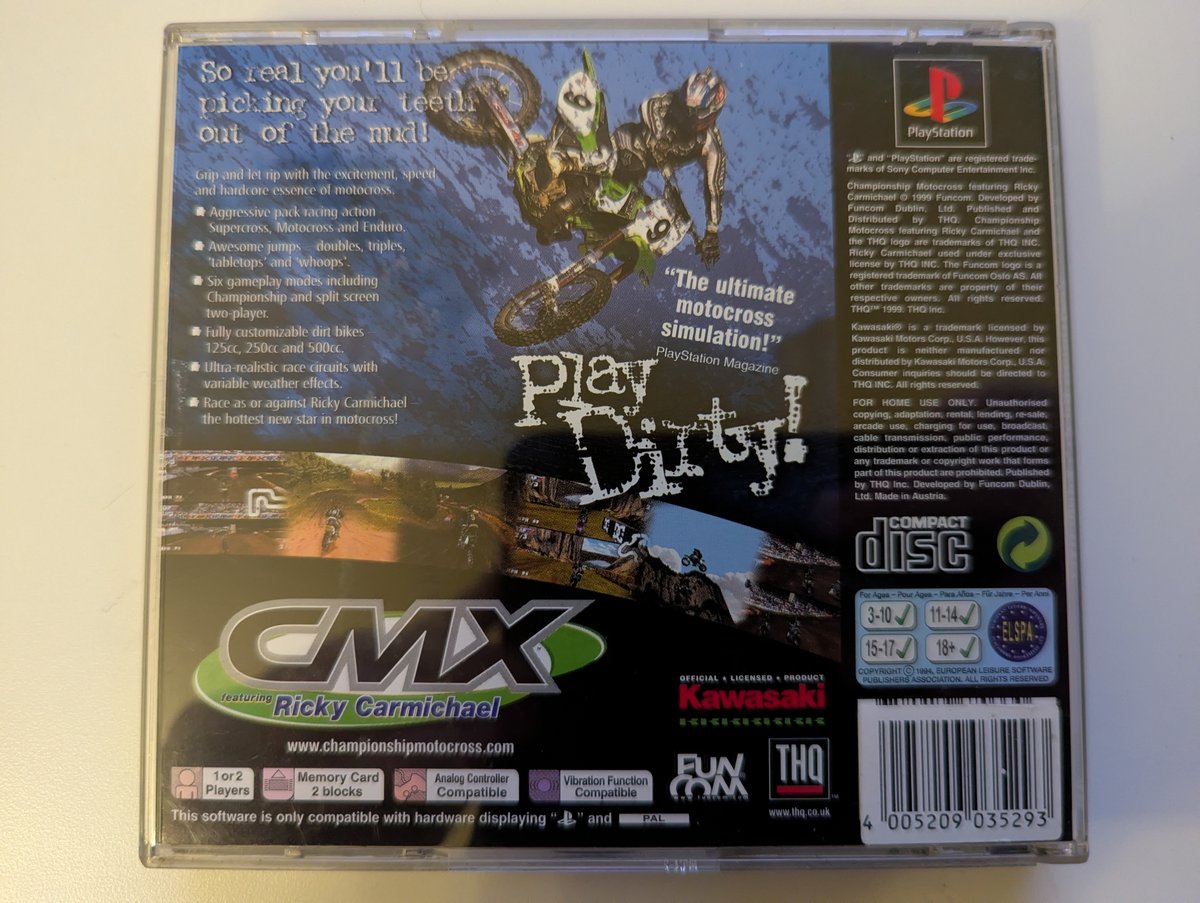 So real you'll be
picking your teeth
out of the mud!
Grip and let rip with the excitement, speed
and hardcore essence of motocross.
Aggressive pack racing action
Supercross, Motocross and Enduro.
Awesome jumps – doubles, triples,
'tabletops' and 'whoops'.
Six gameplay modes including
Championship and split screen
two-player.
Fully customizable dirt bikes –
125cc, 250cc and 500cc.
Ultra-realistic race circuits with
variable weather effects.
Race as or against Ricky Carmichael –
the hottest new star in motocross!
6
6
"The ultimate
motocross
simulation!"
PlayStation Magazine
Play
Dirty!
CMX
featuring
Ricky Carmichael
www.championshipmotocross.com
OFFICIAL • LICENSED • PRODUCT
Kawasaki
FUNCOM
www.funcom.com
THQ
™
www.thq.co.uk
1 or 2
Players
Memory Card
2 blocks
Analog Controller
Compatible
Vibration Function
Compatible
This software is only compatible with hardware displaying " " and PAL
PlayStation
" " and "PlayStation" are registered trade-
marks of Sony Computer Entertainment Inc.
Championship Motocross featuring Ricky
Carmichael © 1999 Funcom. Developed by
Funcom Dublin, Ltd. Published and
Distributed by THQ. Championship
Motocross featuring Ricky Carmichael and
the THQ logo are trademarks of THQ INC.
Ricky Carmichael used under exclusive
license by THQ INC. The Funcom logo is a
registered trademark of Funcom Oslo AS. All
other trademarks are property of their
respective owners. All rights reserved.
THQ™ 1999. THQ Inc.
Kawasaki® is a trademark licensed by
Kawasaki Motors Corp., U.S.A. However, this
product is neither manufactured nor
distributed by Kawasaki Motors Corp., U.S.A.
Consumer inquiries should be directed to
THQ INC. All rights reserved.
FOR HOME USE ONLY. Unauthorised
copying, adaptation, rental, lending, re-sale,
arcade use, charging for use, broadcast,
cable transmission, public performance,
distribution or extraction of this product or
any trademark or copyright work that forms
part of this product are prohibited. Published
by THQ Inc. Developed by Funcom Dublin,
Ltd. Made in Austria.
COMPACT
disc
For Ages – Pour Ages – Para Años – Für Jahre – Per Anni
3-10 11-14
15-17 18+
ELSPA
COPYRIGHT © 1994, EUROPEAN LEISURE SOFTWARE
PUBLISHERS ASSOCIATION. ALL RIGHTS RESERVED
4 005209 035293